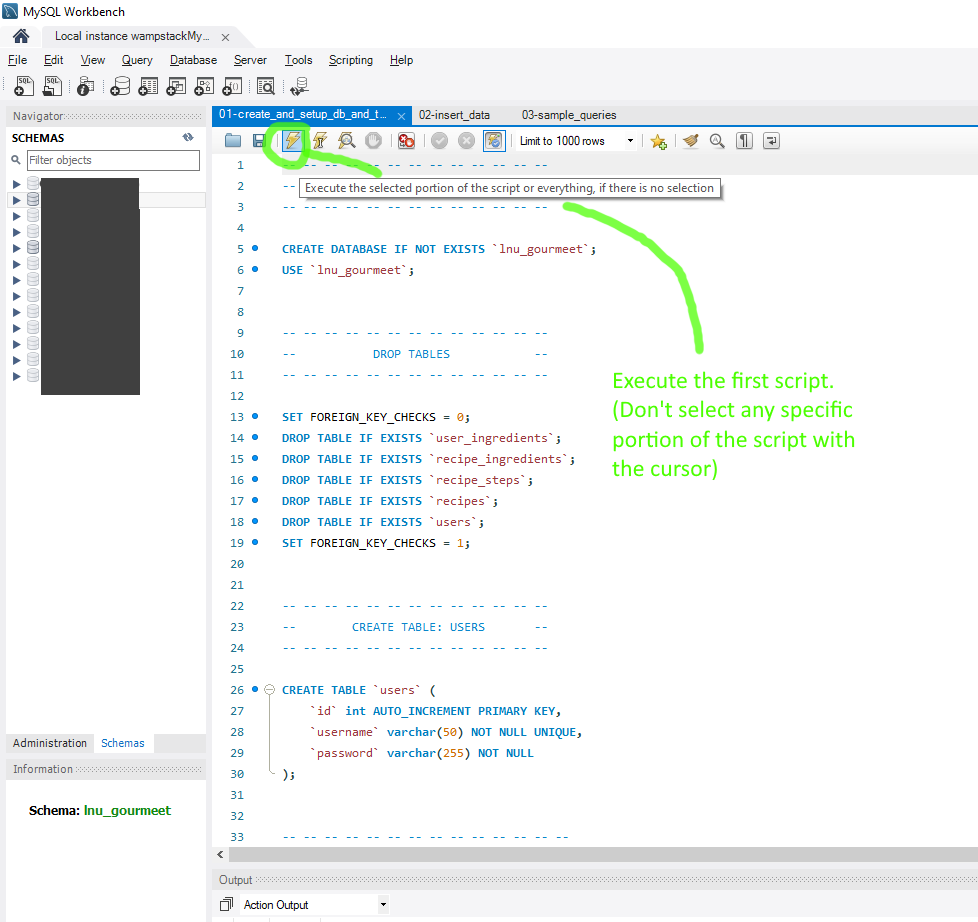 MySQL Workbench
Local instance wampstackMy...
File Edit View Query Database Server Tools Scripting Help
Navigator
SCHEMAS
Filter objects
Administration Schemas
Information
Schema: lnu_gourmeet
01-create_and_setup_db_and_t... 02-insert_data 03-sample_queries
Limit to 1000 rows
1 -- -- -- -- -- -- -- -- -- -- -- -- --
2 --
Execute the selected portion of the script or everything, if there is no selection
3 -- -- -- -- -- -- -- -- -- -- -- -- --
4
5 CREATE DATABASE IF NOT EXISTS `lnu_gourmeet`;
6 USE `lnu_gourmeet`;
7
8
9 -- -- -- -- -- -- -- -- -- -- -- -- --
10 -- DROP TABLES --
11 -- -- -- -- -- -- -- -- -- -- -- -- --
12
13 SET FOREIGN_KEY_CHECKS = 0;
14 DROP TABLE IF EXISTS `user_ingredients`;
15 DROP TABLE IF EXISTS `recipe_ingredients`;
16 DROP TABLE IF EXISTS `recipe_steps`;
17 DROP TABLE IF EXISTS `recipes`;
18 DROP TABLE IF EXISTS `users`;
19 SET FOREIGN_KEY_CHECKS = 1;
20
21
22 -- -- -- -- -- -- -- -- -- -- -- -- --
23 -- CREATE TABLE: USERS --
24 -- -- -- -- -- -- -- -- -- -- -- -- --
25
26 CREATE TABLE `users` (
27 `id` int AUTO_INCREMENT PRIMARY KEY,
28 `username` varchar(50) NOT NULL UNIQUE,
29 `password` varchar(255) NOT NULL
30 );
31
32
33 -- -- -- -- -- -- -- -- -- -- -- -- -- --
Execute the first script.
(Don't select any specific
portion of the script with
the cursor)
Output
Action Output